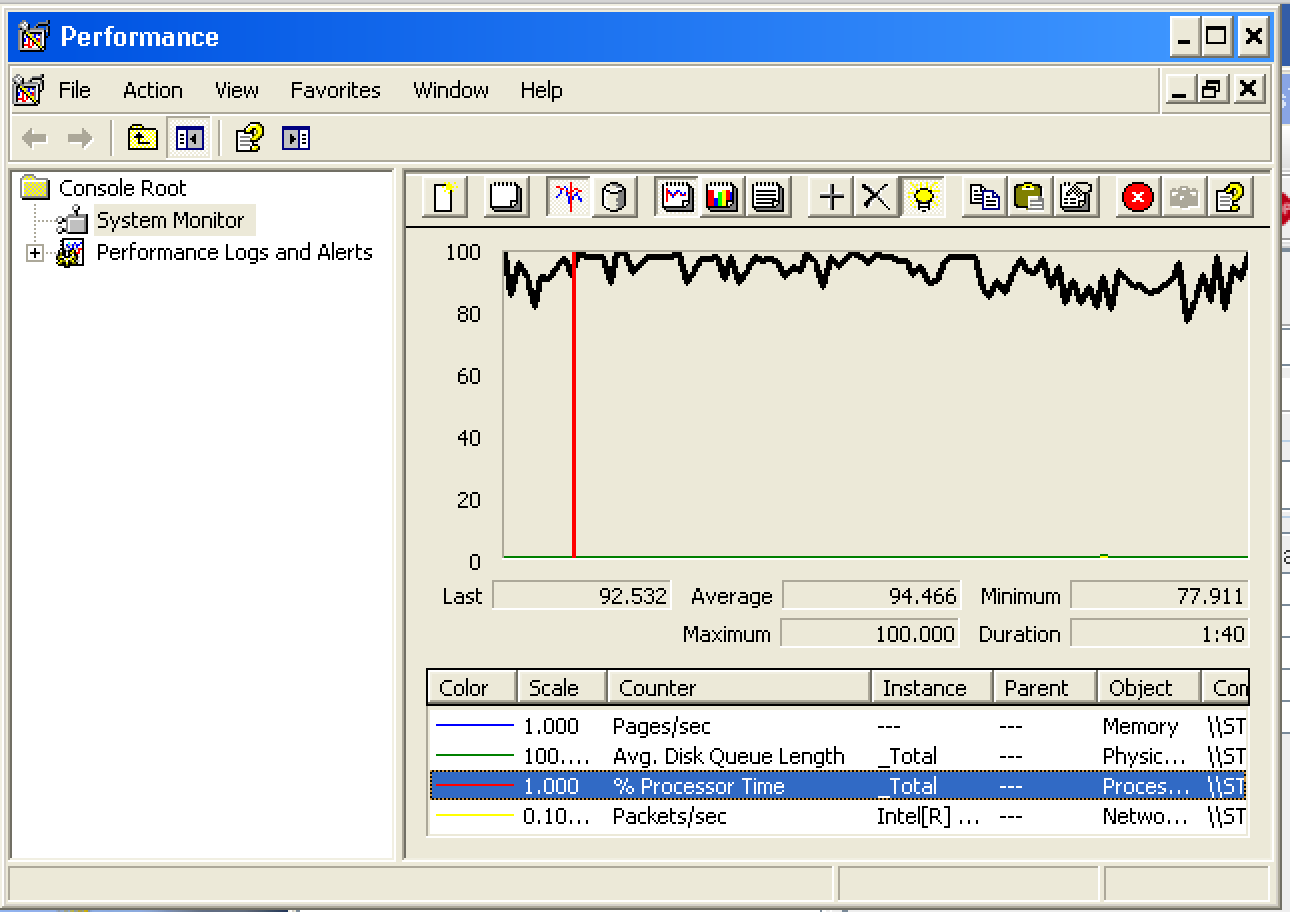 Performance
File Action View Favorites Window Help
Console Root
System Monitor
Performance Logs and Alerts
100
80
60
40
20
0
Last 92.532 Average 94.466 Minimum 77.911
Maximum 100.000 Duration 1:40
Color Scale Counter Instance Parent Object Con
1.000 Pages/sec --- --- Memory \\ST
100.... Avg. Disk Queue Length _Total --- Physic... \\ST
1.000 % Processor Time _Total --- Proces... \\ST
0.10... Packets/sec Intel[R] ... --- Netwo... \\ST